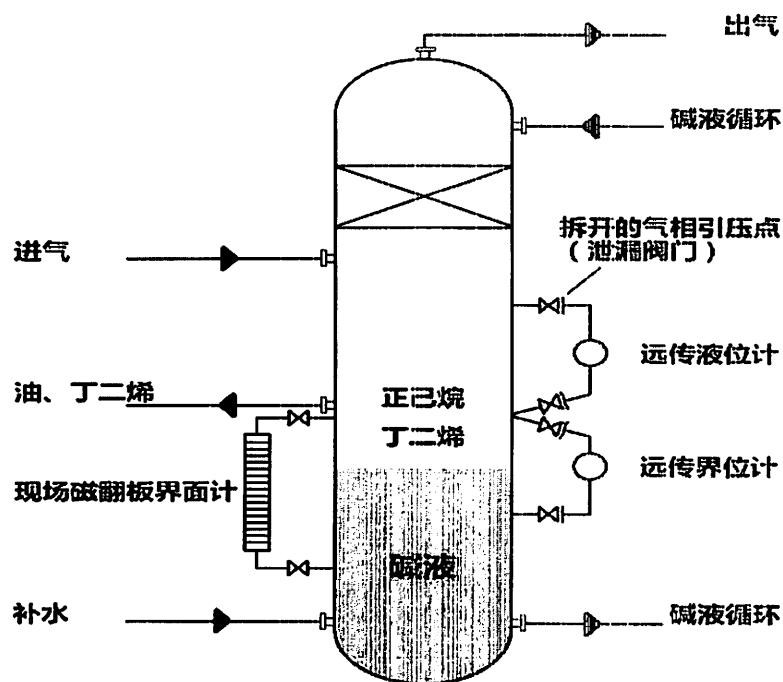 出气
碱液循环
拆开的气相引压点
（泄漏阀门）
进气
远传液位计
油、丁二烯
正己烷
丁二烯
远传界位计
现场磁翻板界面计
碱液
补水
碱液循环